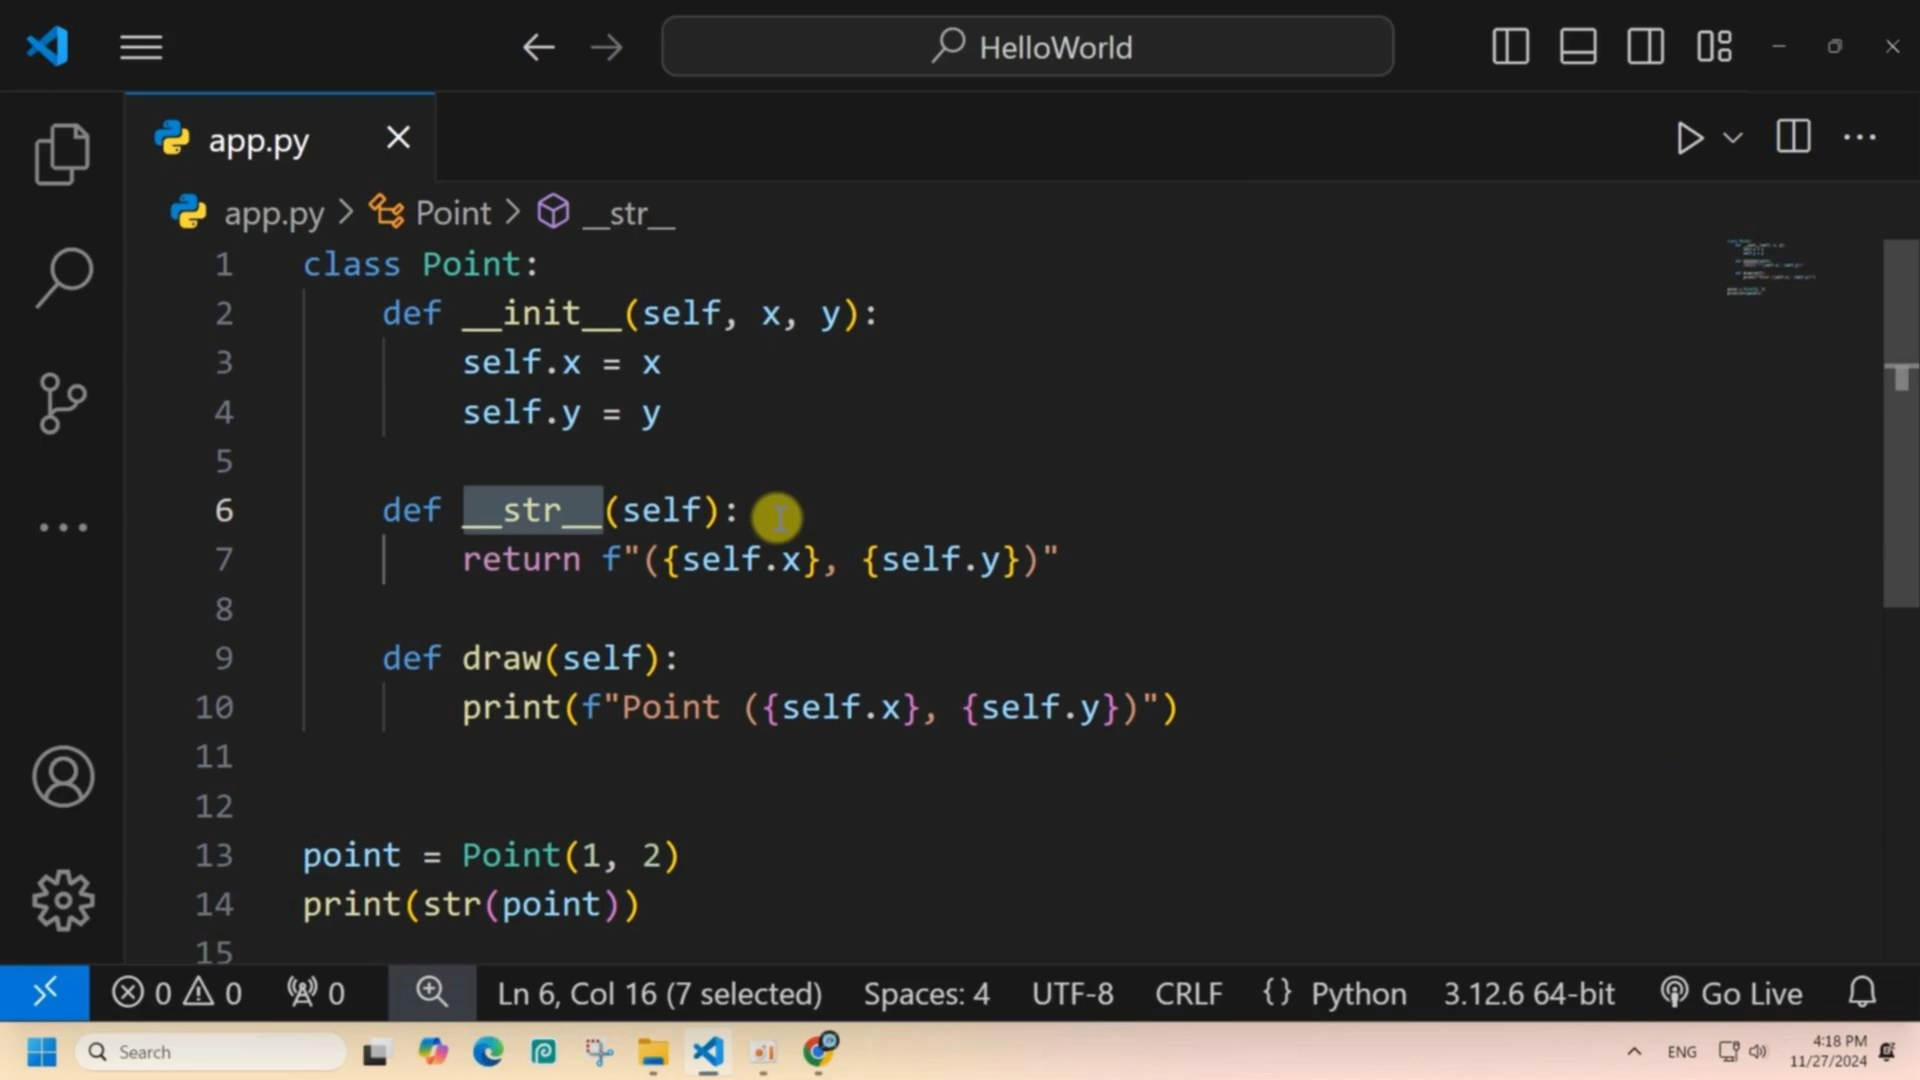 HelloWorld
app.py
app.py > Point > __str__
1 class Point:
2     def __init__(self, x, y):
3         self.x = x
4         self.y = y
5
6     def __str__(self):
7         return f"({self.x}, {self.y})"
8
9     def draw(self):
10         print(f"Point ({self.x}, {self.y})")
11
12
13 point = Point(1, 2)
14 print(str(point))
15
0 0 0 Ln 6, Col 16 (7 selected) Spaces: 4 UTF-8 CRLF {} Python 3.12.6 64-bit Go Live
Search ENG 4:18 PM
11/27/2024